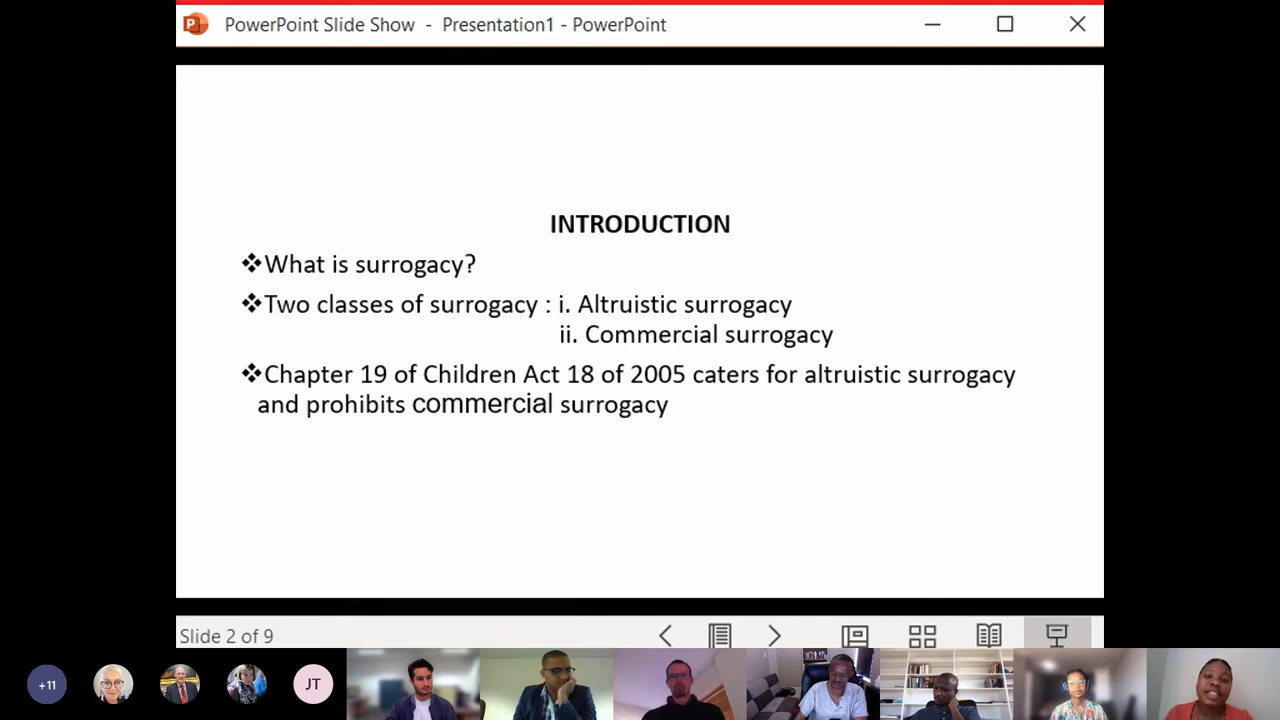 PowerPoint Slide Show - Presentation1 - PowerPoint
INTRODUCTION
❖What is surrogacy?
❖Two classes of surrogacy : i. Altruistic surrogacy
ii. Commercial surrogacy
❖Chapter 19 of Children Act 18 of 2005 caters for altruistic surrogacy
and prohibits commercial surrogacy
Slide 2 of 9
+11
JT